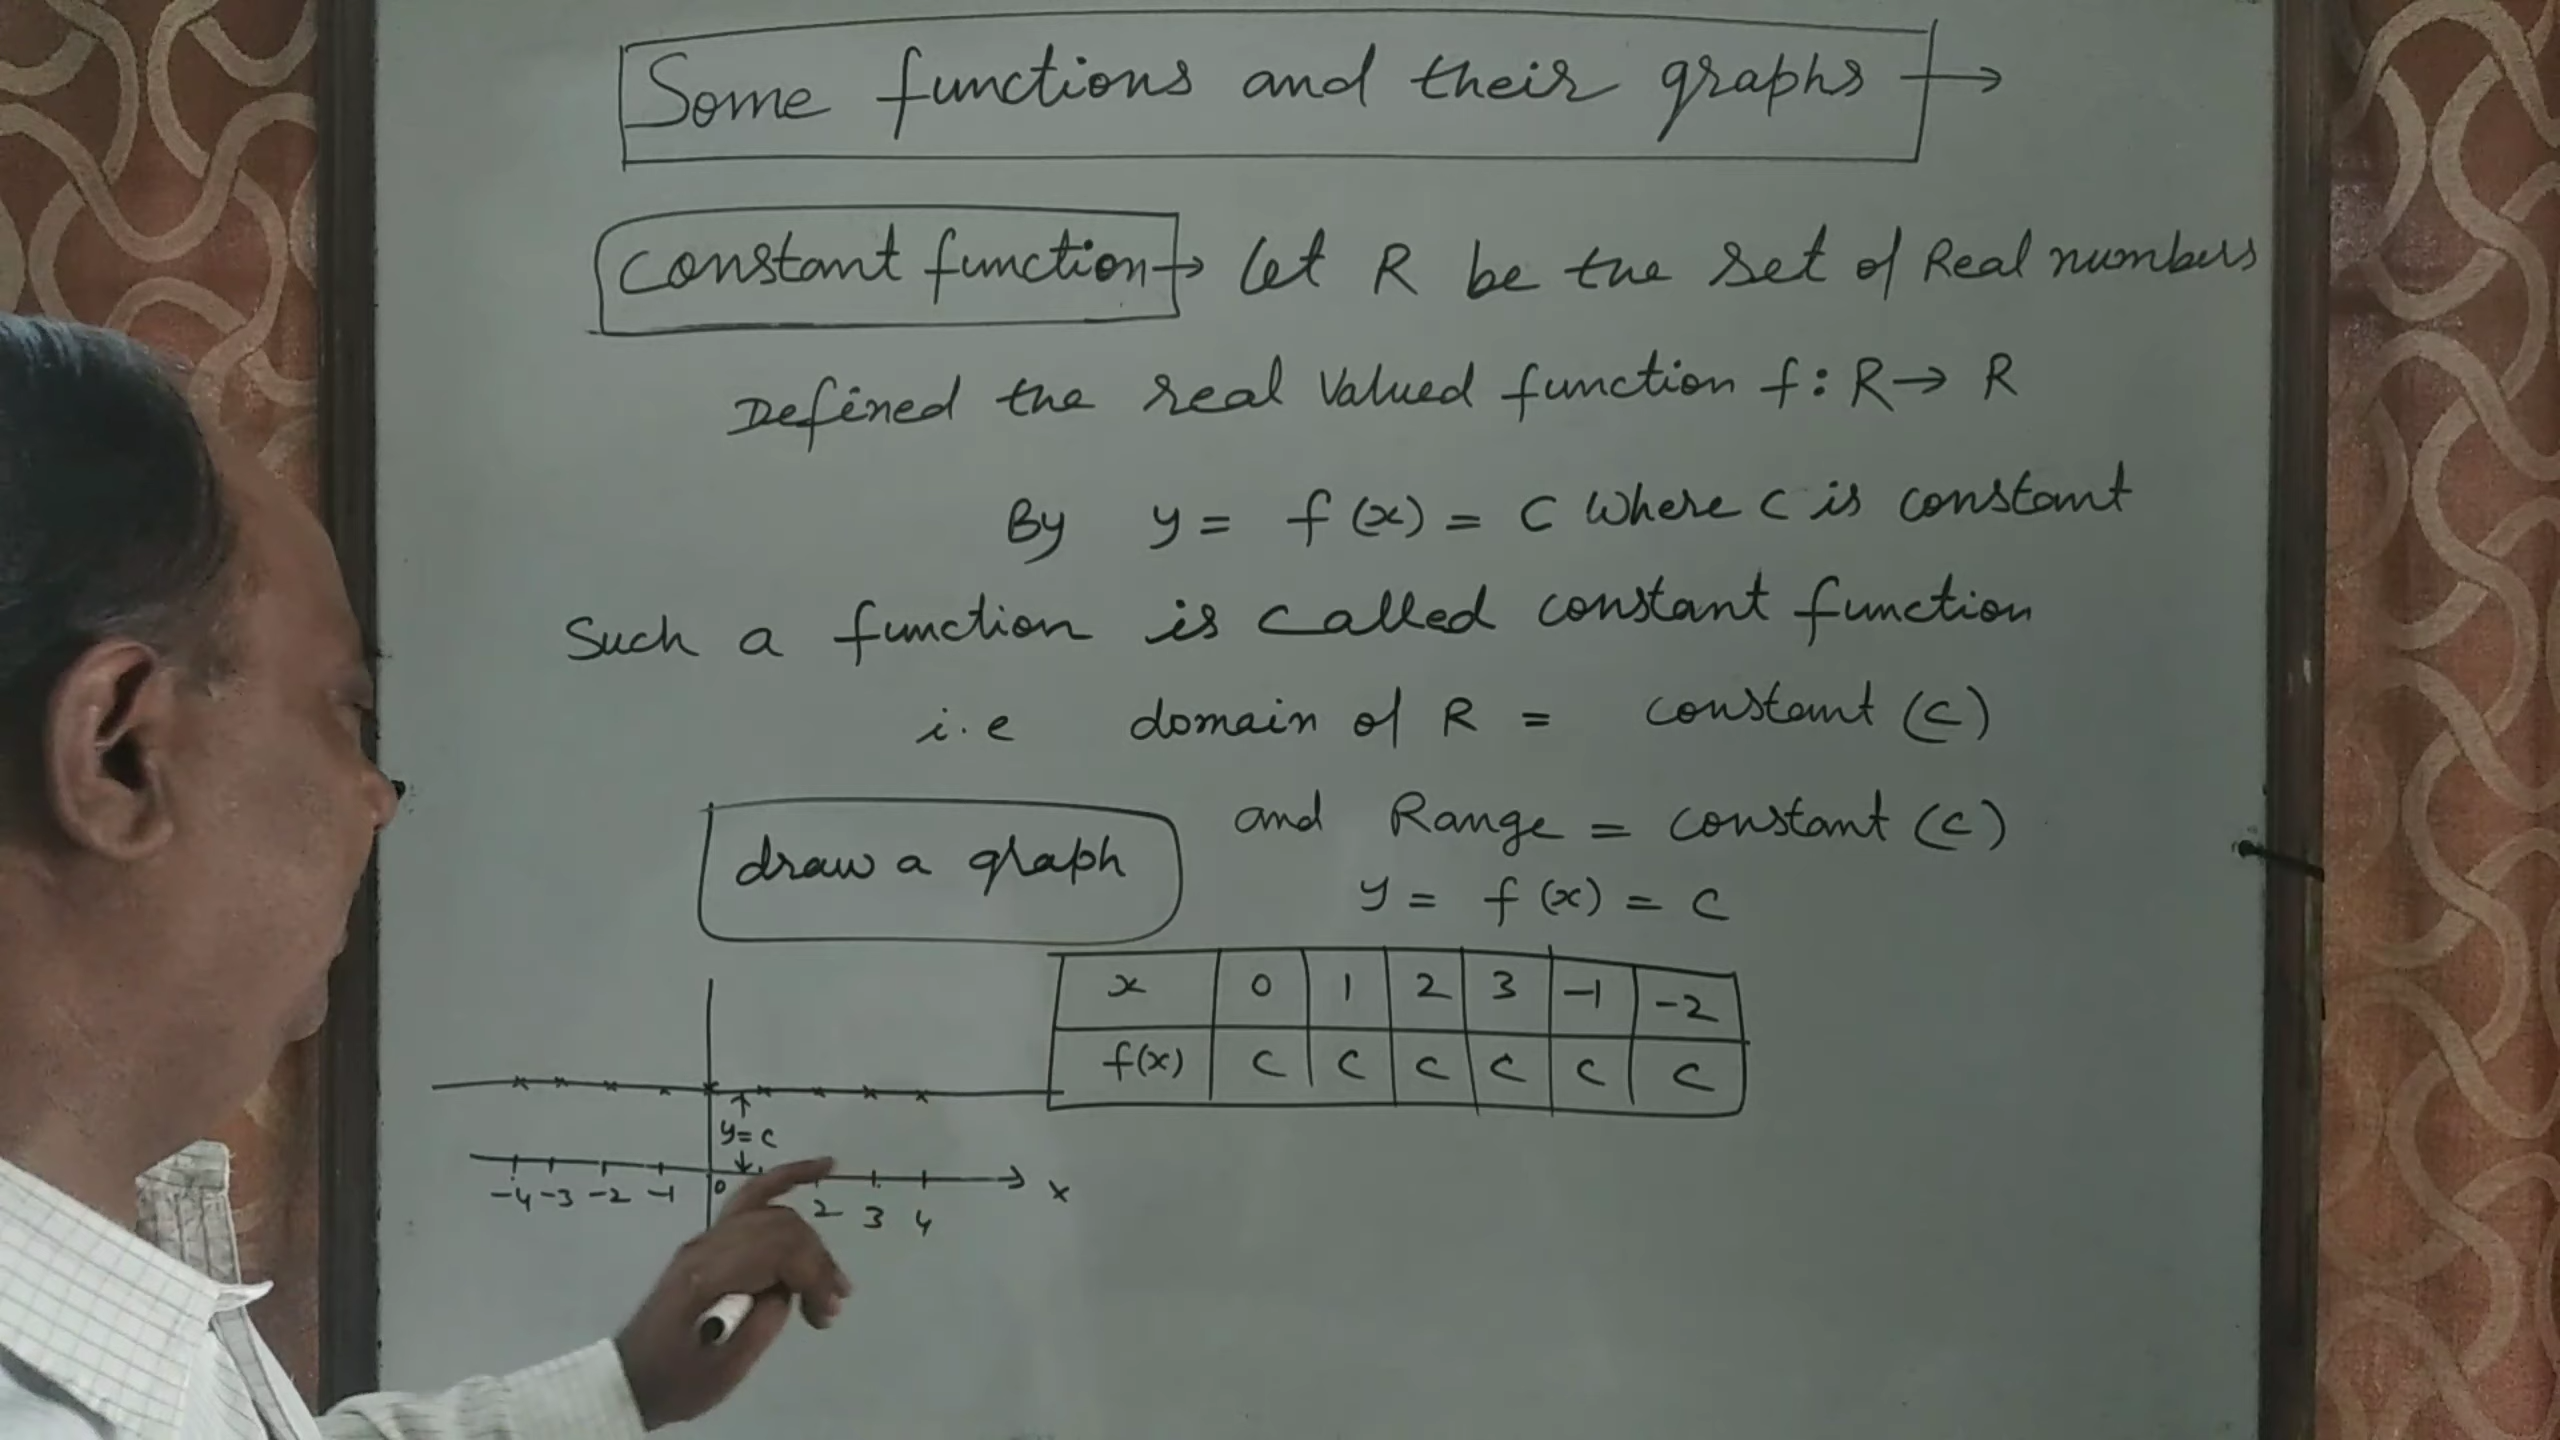 Some functions and their graphs →
Constant function → Let R be the set of Real numbers
Defined the real Valued function f: R → R
By y = f(x) = C Where C is constant
Such a function is called constant function
i.e domain of R = constant (C)
and Range = constant (C)
draw a graph
y = f(x) = C
x 0 1 2 3 -1 -2
f(x) C C C C C C
y = C
-4 -3 -2 -1 0 2 3 4 x